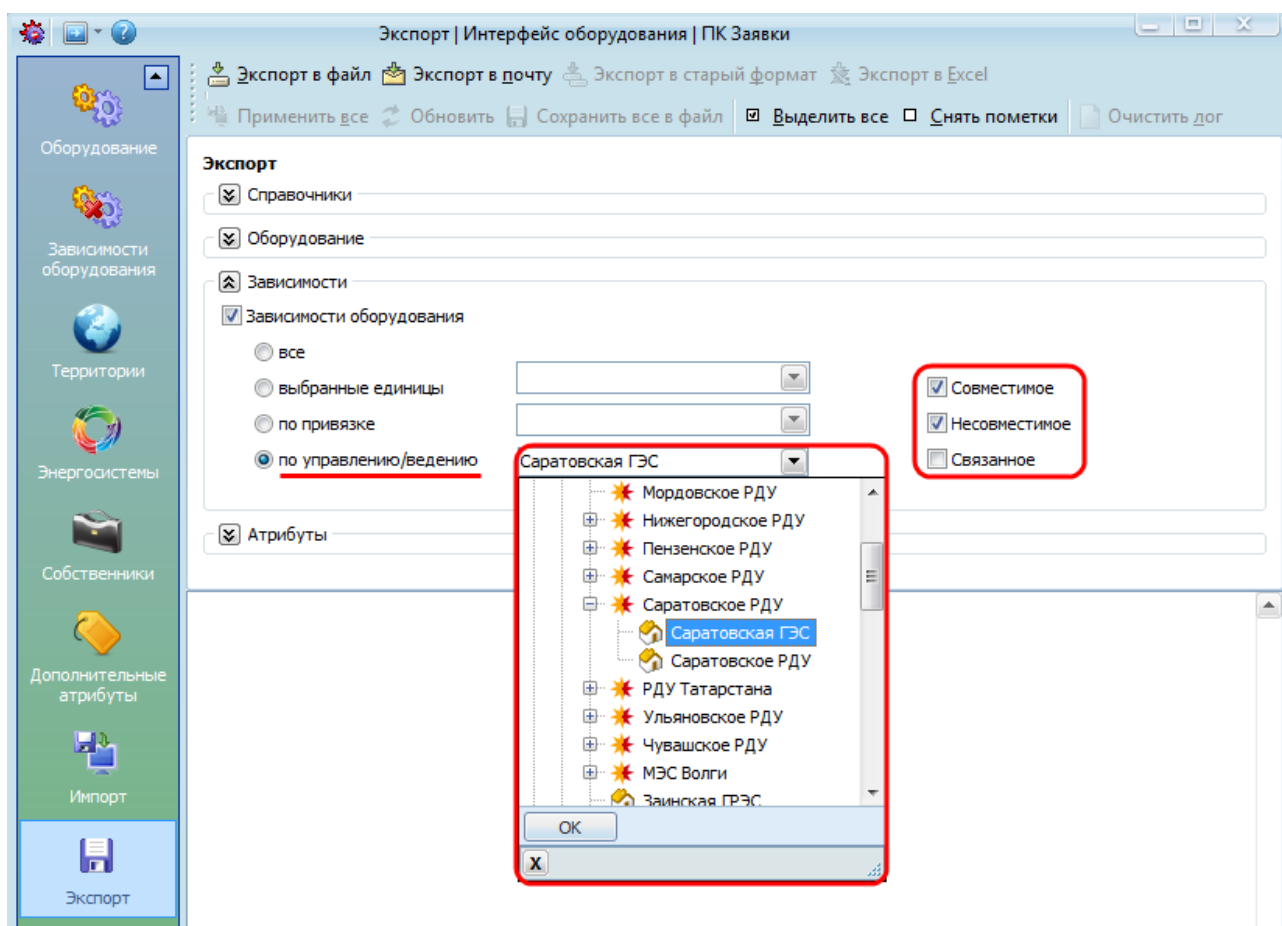 Экспорт | Интерфейс оборудования | ПК Заявки
Экспорт в файл Экспорт в почту Экспорт в старый формат Экспорт в Excel
Применить все Обновить Сохранить все в файл Выделить все Снять пометки Очистить лог
Оборудование
Зависимости
оборудования
Территории
Энергосистемы
Собственники
Дополнительные
атрибуты
Импорт
Экспорт
Экспорт
Справочники
Оборудование
Зависимости
Зависимости оборудования
все
выбранные единицы
Совместимое
по привязке
Несовместимое
по управлению/ведению
Саратовская ГЭС
Связанное
Мордовское РДУ
Нижегородское РДУ
Пензенское РДУ
Самарское РДУ
Саратовское РДУ
Саратовская ГЭС
Саратовское РДУ
РДУ Татарстана
Ульяновское РДУ
Чувашское РДУ
МЭС Волги
Заинская ГРЭС
OK
X
Атрибуты